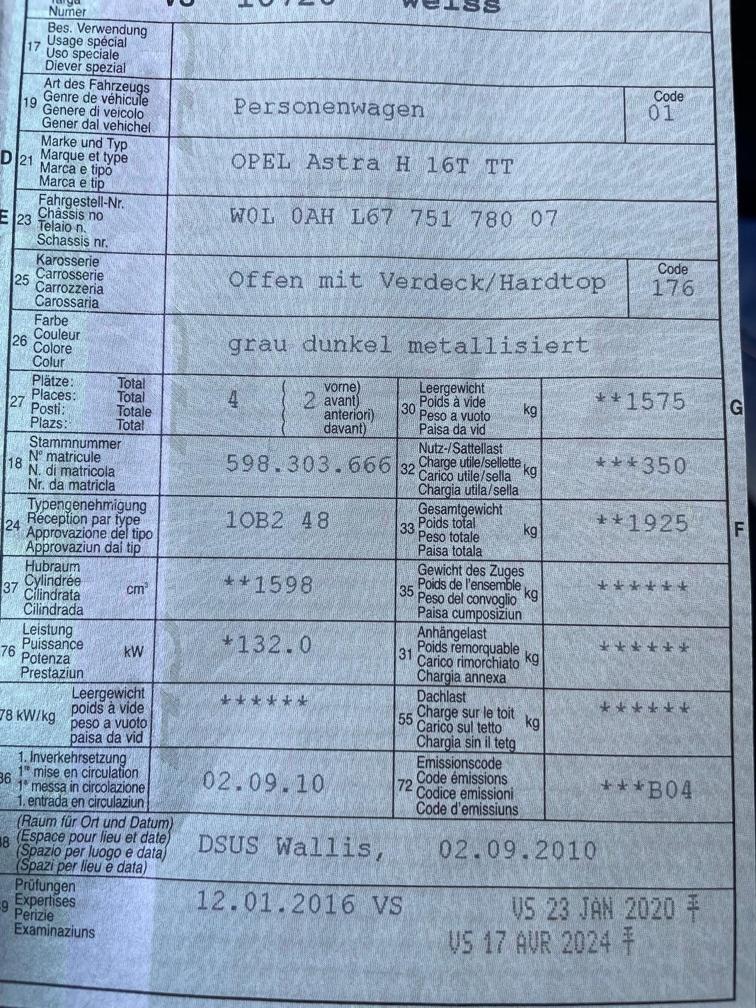 Numer weiss
17 Bes. Verwendung
Usage spécial
Uso speciale
Diever spezial
19 Art des Fahrzeugs
Genre de véhicule
Genere di veicolo
Gener dal vehichel
Personenwagen
Code
01
D 21 Marke und Typ
Marque et type
Marca e tipo
Marca e tip
OPEL Astra H 16T TT
E 23 Fahrgestell-Nr.
Châssis no
Telaio n.
Schassis nr.
W0L 0AH L67 751 780 07
25 Karosserie
Carrosserie
Carrozzeria
Carossaria
Offen mit Verdeck/Hardtop
Code
176
26 Farbe
Couleur
Colore
Colur
grau dunkel metallisiert
27 Plätze: Total
Places: Total
Posti: Totale
Plazs: Total
4 ( 2 vorne)
avant)
anteriori)
davant)
30 Leergewicht
Poids à vide
Peso a vuoto
Paisa da vid
kg
**1575
G
18 Stammnummer
N° matricule
N. di matricola
Nr. da matricla
598.303.666
32 Nutz-/Sattellast
Charge utile/sellette
Carico utile/sella
Chargia utila/sella
kg
***350
24 Typengenehmigung
Réception par type
Approvazione del tipo
Approvaziun dal tip
1OB2 48
33 Gesamtgewicht
Poids total
Peso totale
Paisa totala
kg
**1925
F
37 Hubraum
Cylindrée
Cilindrata
Cilindrada
cm³
**1598
35 Gewicht des Zuges
Poids de l'ensemble
Peso del convoglio
Paisa cumposiziun
kg
******
76 Leistung
Puissance
Potenza
Prestaziun
kW
*132.0
31 Anhängelast
Poids remorquable
Carico rimorchiato
Chargia annexa
kg
******
78 kW/kg Leergewicht
poids à vide
peso a vuoto
paisa da vid
******
55 Dachlast
Charge sur le toit
Carico sul tetto
Chargia sin il tetg
kg
******
36 1. Inverkehrsetzung
1re mise en circulation
1a messa in circolazione
1. entrada en circulaziun
02.09.10
72 Emissionscode
Code émissions
Codice emissioni
Code d'emissiuns
***B04
8 (Raum für Ort und Datum)
(Espace pour lieu et date)
(Spazio per luogo e data)
(Spazi per lieu e data)
DSUS Wallis, 02.09.2010
9 Prüfungen
Expertises
Perizie
Examinaziuns
12.01.2016 VS
VS 23 JAN 2020
VS 17 AVR 2024